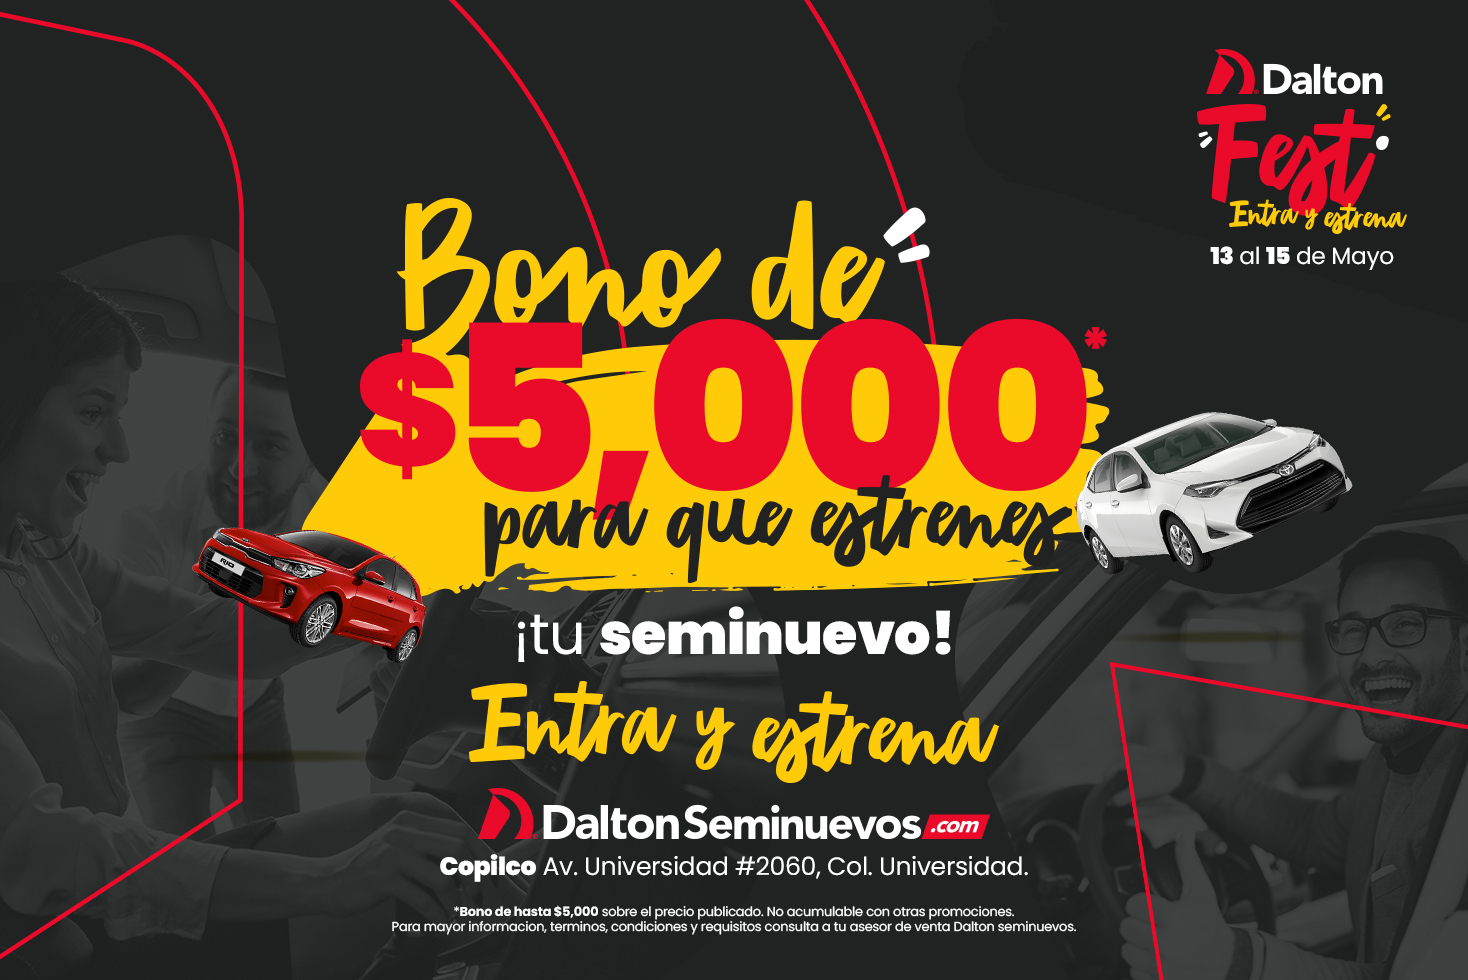 Dalton
Fest
Entra y estrena
13 al 15 de Mayo
Bono de
$5,000*
para que estrenes
¡tu seminuevo!
Entra y estrena
DaltonSeminuevos.com
Copilco Av. Universidad #2060, Col. Universidad.
*Bono de hasta $5,000 sobre el precio publicado. No acumulable con otras promociones.
Para mayor informacion, terminos, condiciones y requisitos consulta a tu asesor de venta Dalton seminuevos.
RIO